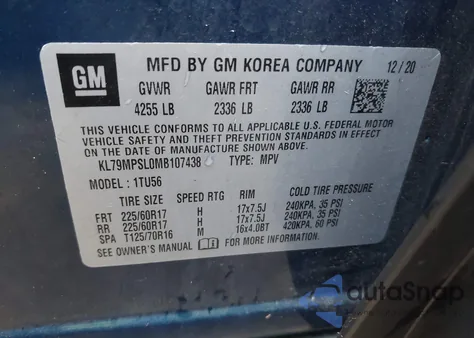 GM
MFD BY GM KOREA COMPANY 12/20
GVWR GAWR FRT GAWR RR
4255 LB 2336 LB 2336 LB
THIS VEHICLE CONFORMS TO ALL APPLICABLE U.S. FEDERAL MOTOR
VEHICLE SAFETY AND THEFT PREVENTION STANDARDS IN EFFECT ON THE
DATE OF MANUFACTURE SHOWN ABOVE.
KL79MPSL0MB107438 TYPE: MPV
MODEL: 1TU56
TIRE SIZE SPEED RTG RIM COLD TIRE PRESSURE
FRT 225/60R17 H 17x7.5J 240KPA, 35 PSI
RR 225/60R17 H 17x7.5J 240KPA, 35 PSI
SPA T125/70R16 M 16x4.0BT 420KPA, 60 PSI
SEE OWNER'S MANUAL FOR MORE INFORMATION.
autoSnap